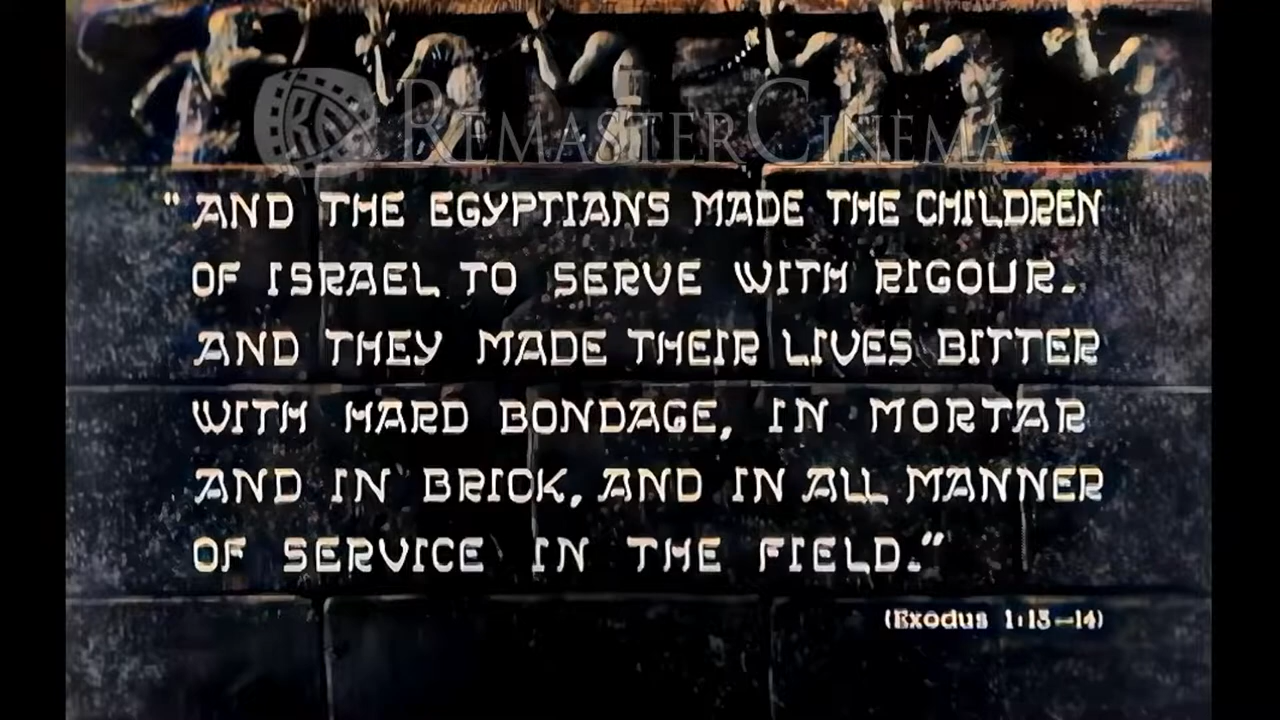 REMASTERCINEMA
"AND THE EGYPTIANS MADE THE CHILDREN
OF ISRAEL TO SERVE WITH RIGOUR.
AND THEY MADE THEIR LIVES BITTER
WITH HARD BONDAGE, IN MORTAR
AND IN BRICK, AND IN ALL MANNER
OF SERVICE IN THE FIELD."
(Exodus 1:13-14)